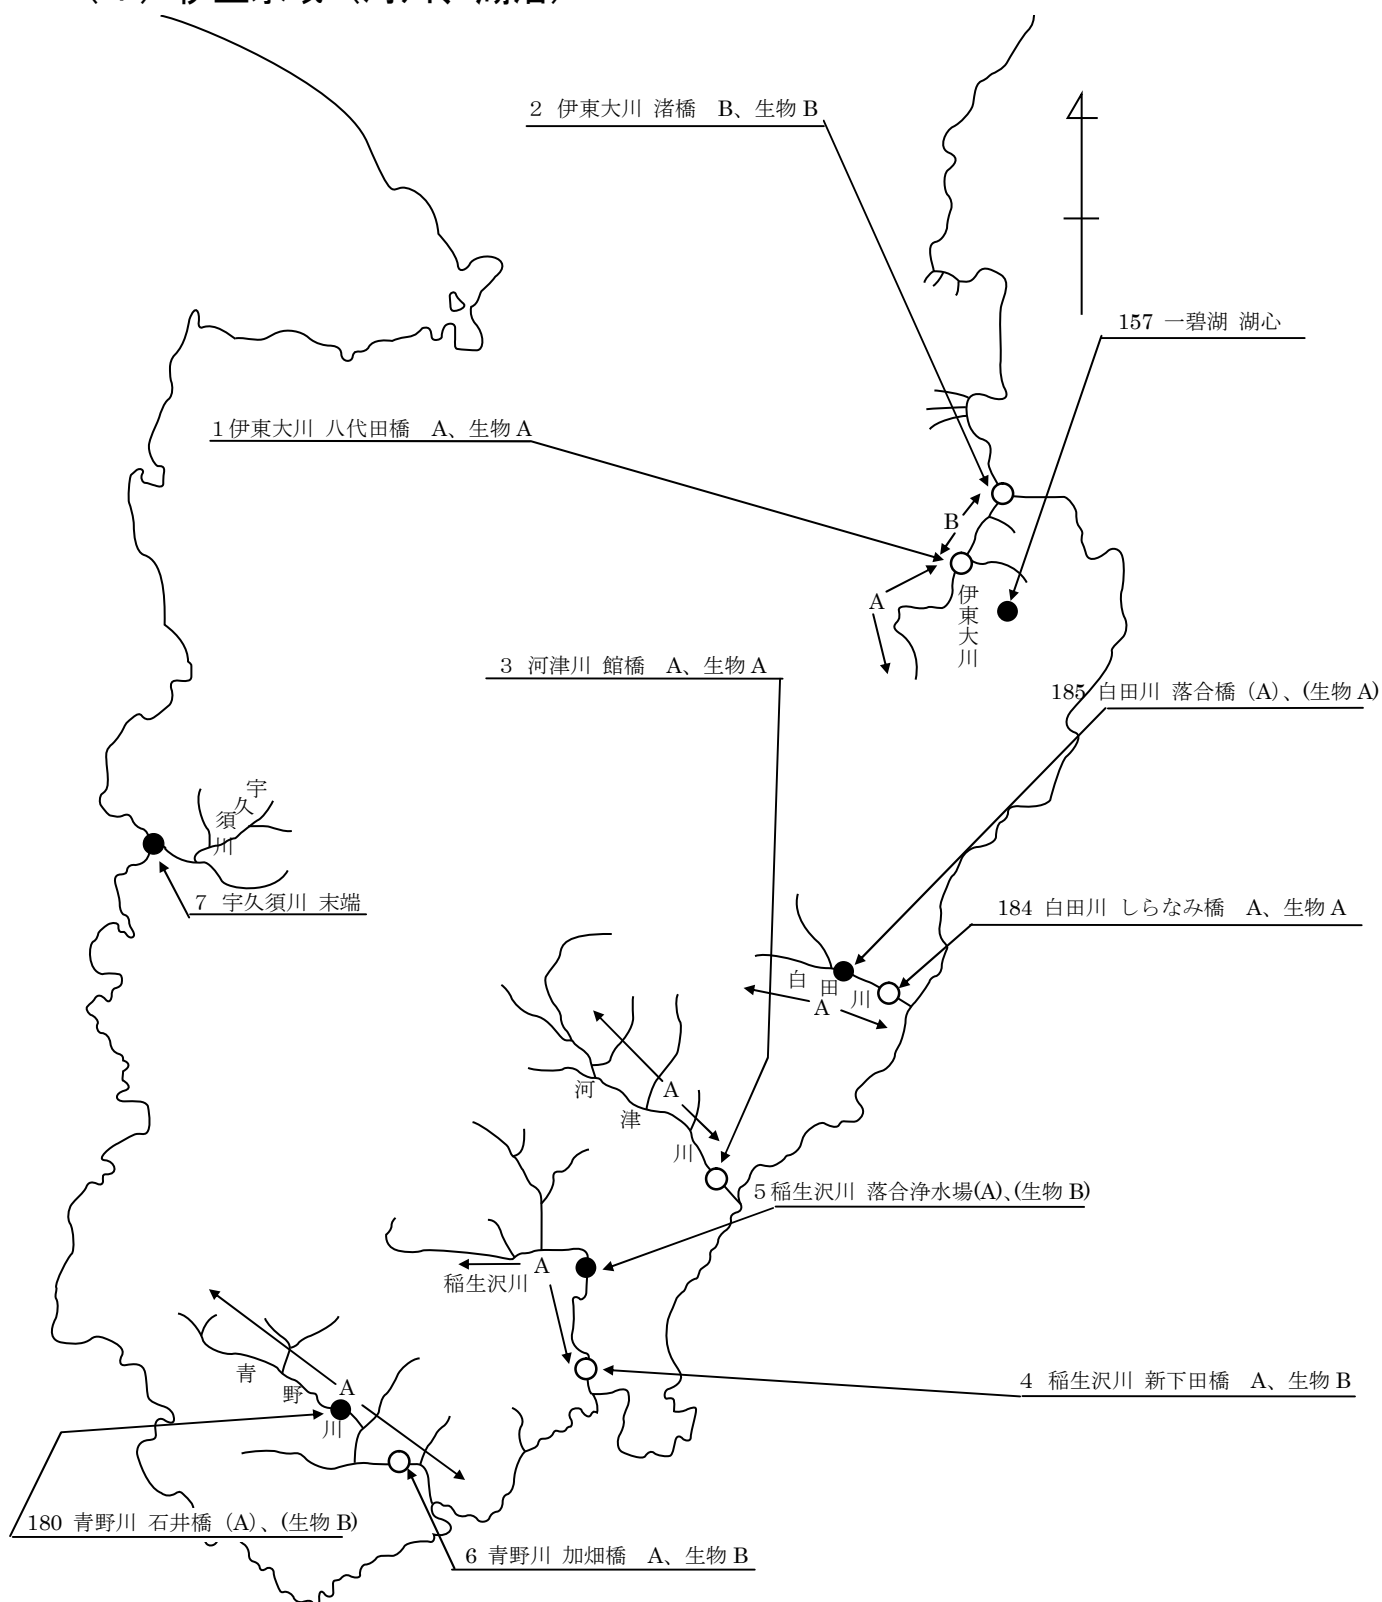 2 伊東大川 渚橋 B、生物 B
157 一碧湖 湖心
1伊東大川 八代田橋 A、生物 A
B
A
伊東大川
3 河津川 館橋 A、生物 A
185 白田川 落合橋 (A)、(生物 A)
宇久須川
7 宇久須川 末端
184 白田川 しらなみ橋 A、生物 A
白田川
A
A
河津川
5稲生沢川 落合浄水場(A)、(生物 B)
A
稲生沢川
青野川
A
4 稲生沢川 新下田橋 A、生物 B
180 青野川 石井橋 (A)、(生物 B)
6 青野川 加畑橋 A、生物 B